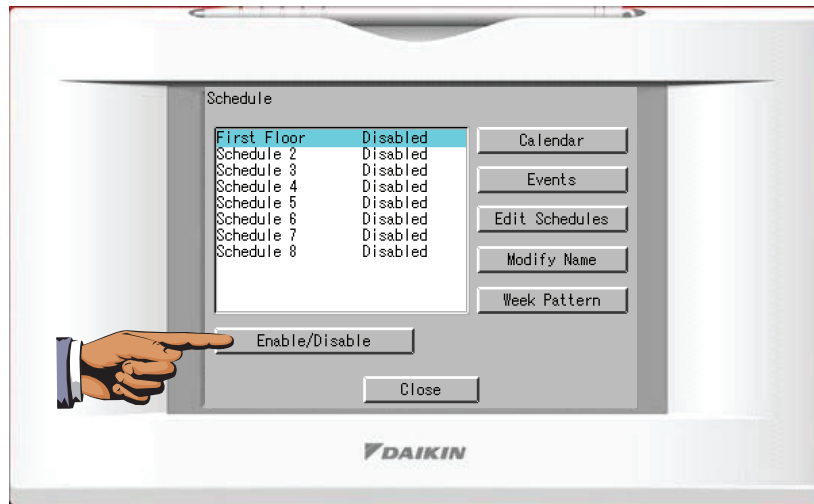 Schedule
First Floor Disabled
Schedule 2 Disabled
Schedule 3 Disabled
Schedule 4 Disabled
Schedule 5 Disabled
Schedule 6 Disabled
Schedule 7 Disabled
Schedule 8 Disabled
Calendar
Events
Edit Schedules
Modify Name
Week Pattern
Enable/Disable
Close
DAIKIN